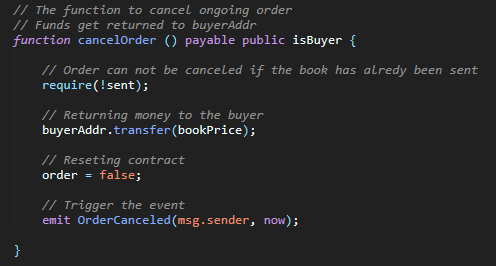 // The function to cancel ongoing order
// Funds get returned to buyerAddr
function cancelOrder () payable public isBuyer {
// Order can not be canceled if the book has alredy been sent
require(!sent);
// Returning money to the buyer
buyerAddr.transfer(bookPrice);
// Reseting contract
order = false;
// Trigger the event
emit OrderCanceled(msg.sender, now);
}